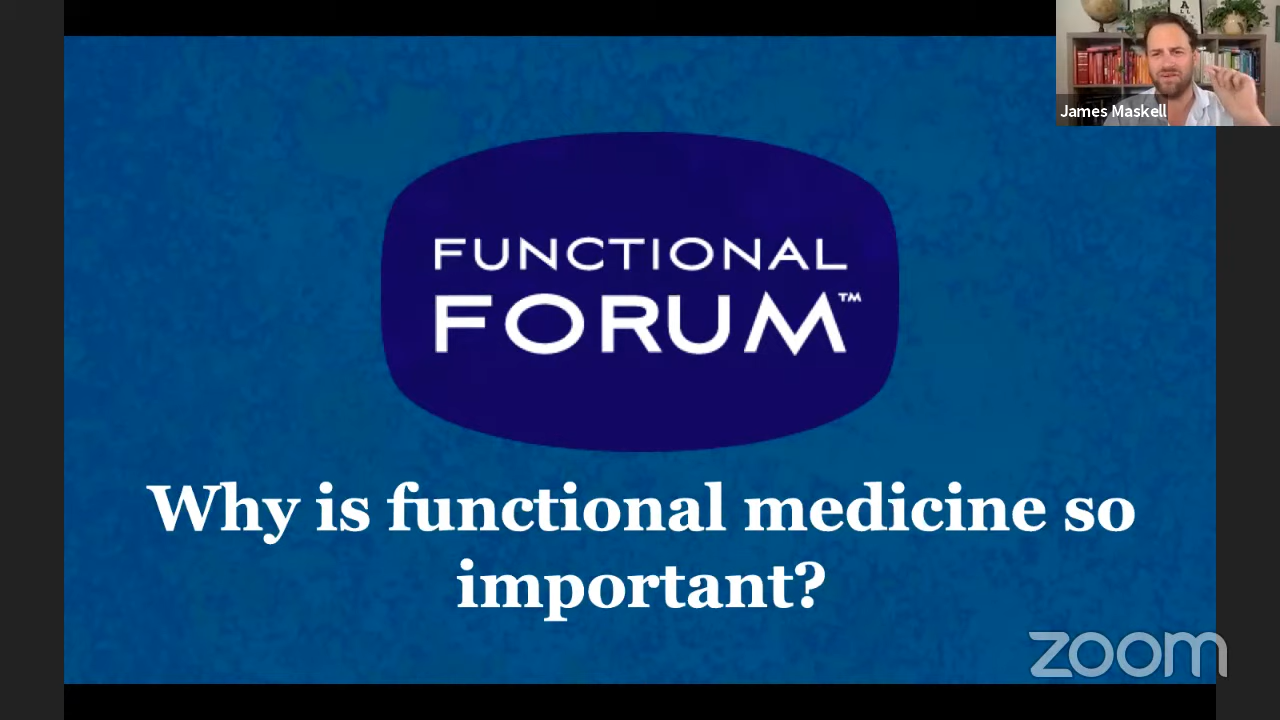 James Maskell
FUNCTIONAL
FORUM™
Why is functional medicine so
important?
zoom